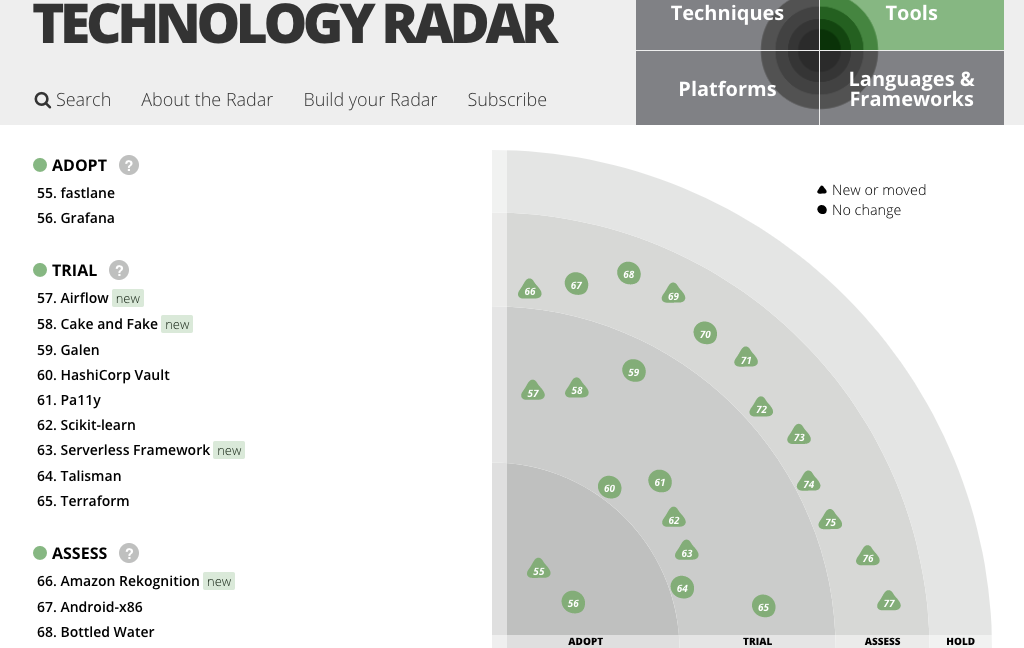 TECHNOLOGY RADAR
Techniques
Tools
Platforms
Languages &
Frameworks
Search
About the Radar
Build your Radar
Subscribe
ADOPT ?
55. fastlane
56. Grafana
TRIAL ?
57. Airflow new
58. Cake and Fake new
59. Galen
60. HashiCorp Vault
61. Pa11y
62. Scikit-learn
63. Serverless Framework new
64. Talisman
65. Terraform
ASSESS ?
66. Amazon Rekognition new
67. Android-x86
68. Bottled Water
New or moved
No change
66
67
68
69
70
71
57
58
59
72
73
60
61
74
62
75
63
76
55
64
56
65
77
ADOPT
TRIAL
ASSESS
HOLD